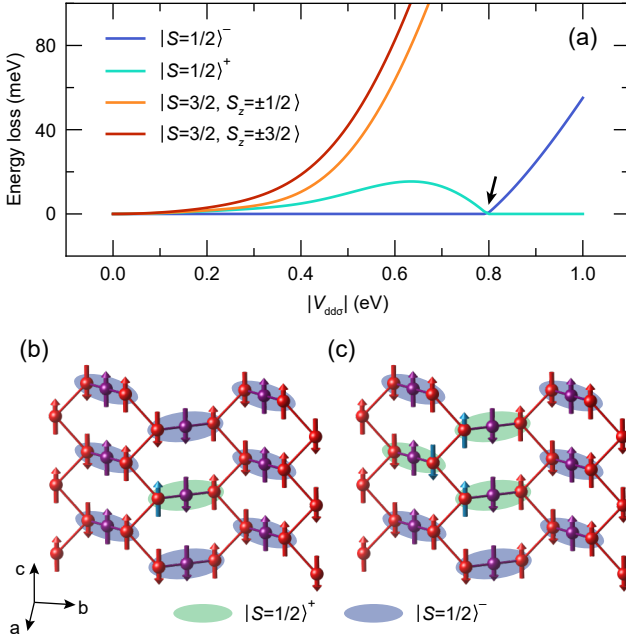 (a)
Energy loss (meV)
80
40
0
|S=1/2⟩⁻
|S=1/2⟩⁺
|S=3/2, S_z=±1/2⟩
|S=3/2, S_z=±3/2⟩
0.0 0.2 0.4 0.6 0.8 1.0
|V_ddσ| (eV)
(b) (c)
c
b
a
|S=1/2⟩⁺ |S=1/2⟩⁻